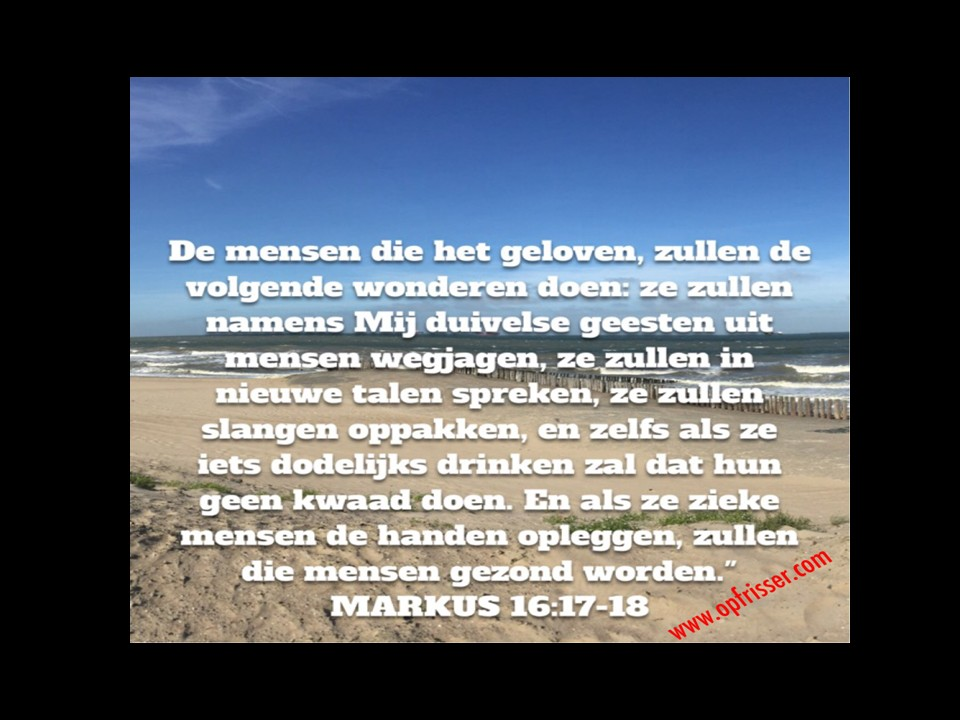 De mensen die het geloven, zullen de
volgende wonderen doen: ze zullen
namens Mij duivelse geesten uit
mensen wegjagen, ze zullen in
nieuwe talen spreken, ze zullen
slangen oppakken, en zelfs als ze
iets dodelijks drinken zal dat hun
geen kwaad doen. En als ze zieke
mensen de handen opleggen, zullen
die mensen gezond worden.”
MARKUS 16:17-18
www.opfrisser.com